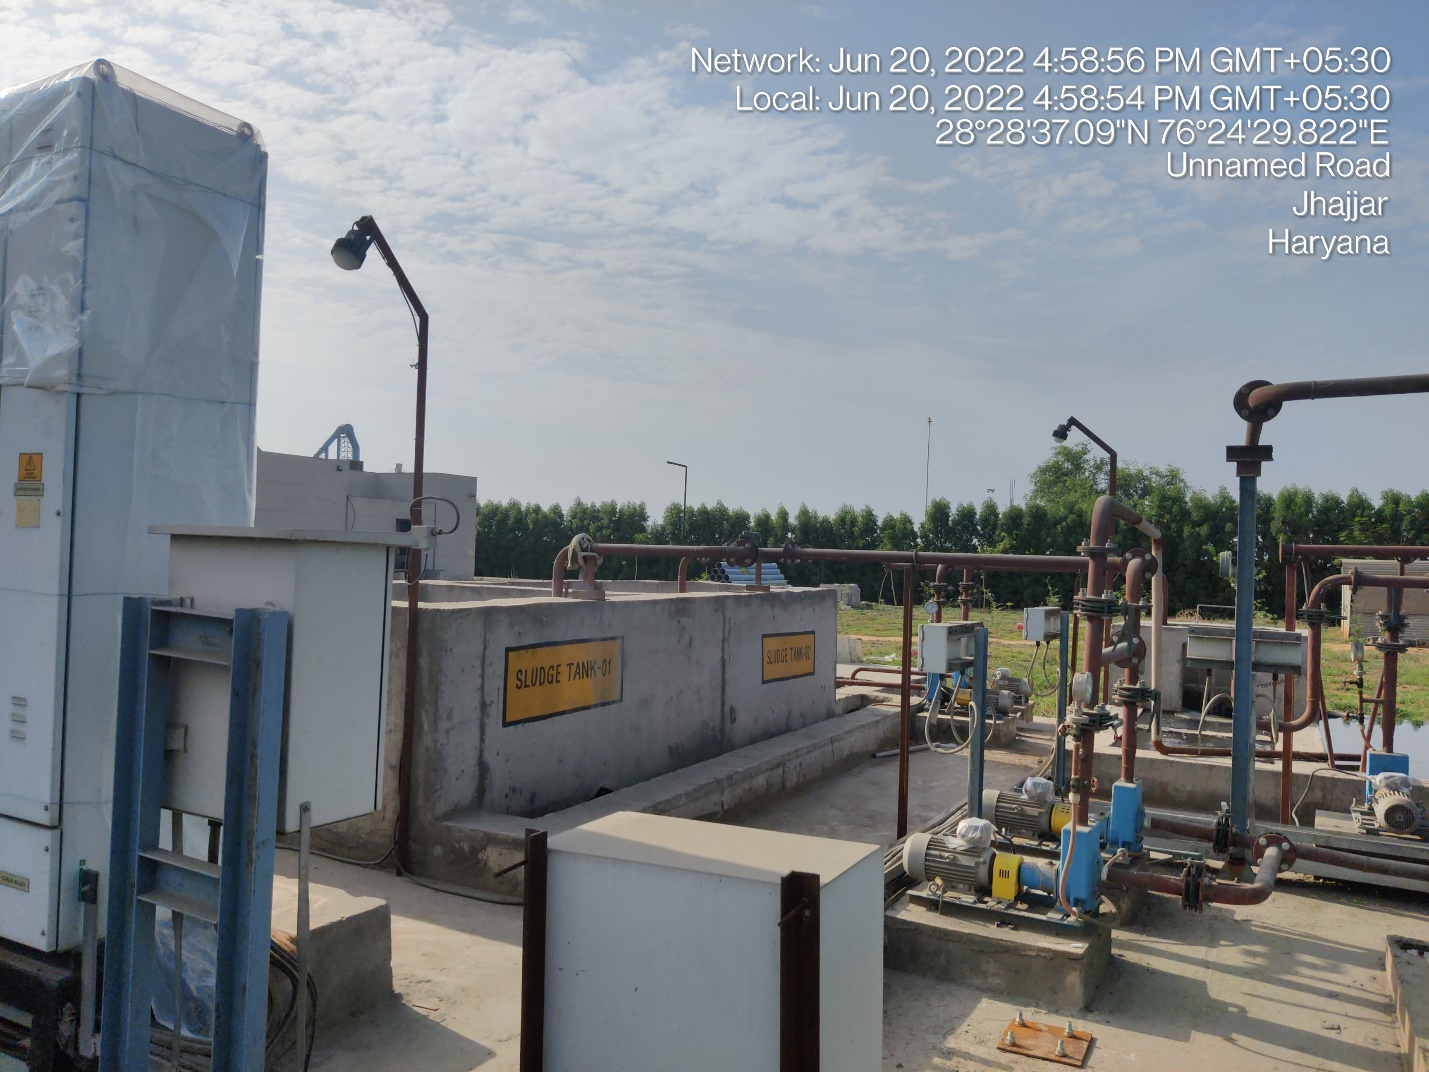 Network: Jun 20, 2022 4:58:56 PM GMT+05:30
Local: Jun 20, 2022 4:58:54 PM GMT+05:30
28°28'37.09"N 76°24'29.822"E
Unnamed Road
Jhajjar
Haryana
SLUDGE TANK-01
SLUDGE TANK-02